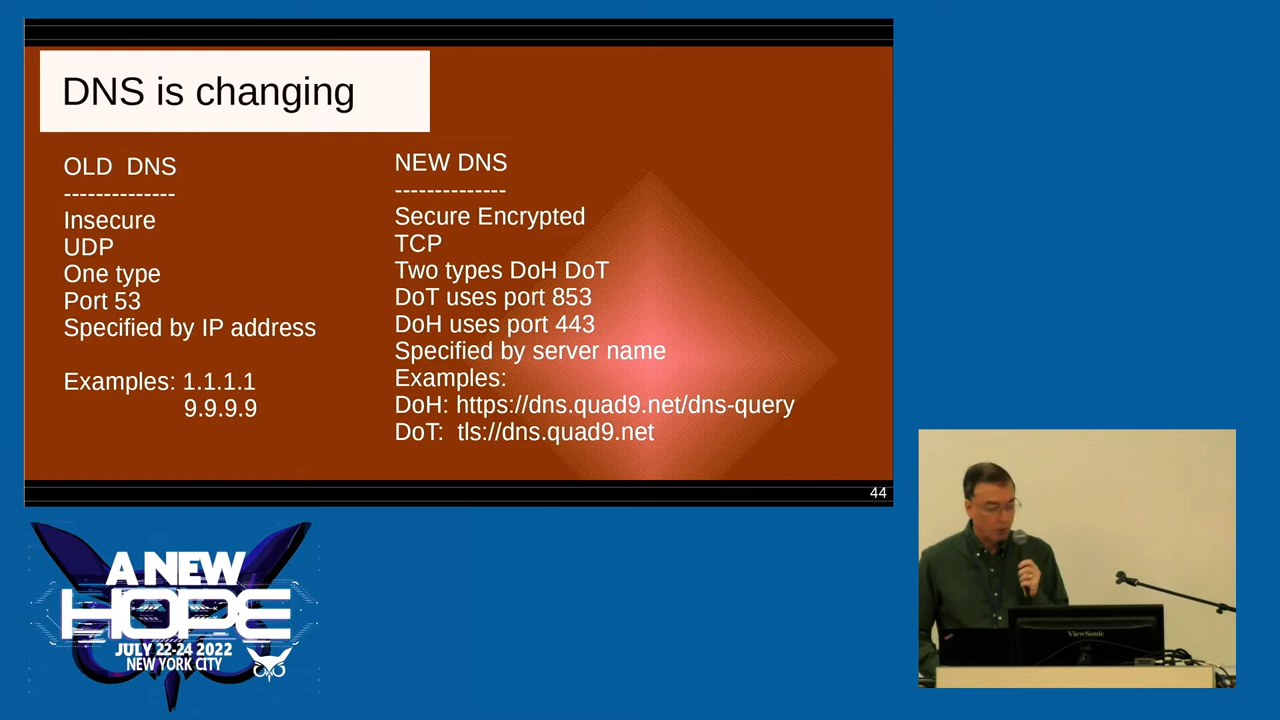 DNS is changing
OLD DNS
--------------
Insecure
UDP
One type
Port 53
Specified by IP address
Examples: 1.1.1.1
9.9.9.9
NEW DNS
--------------
Secure Encrypted
TCP
Two types DoH DoT
DoT uses port 853
DoH uses port 443
Specified by server name
Examples:
DoH: https://dns.quad9.net/dns-query
DoT: tls://dns.quad9.net
44
A NEW
HOPE
JULY 22-24 2022
NEW YORK CITY
ViewSonic